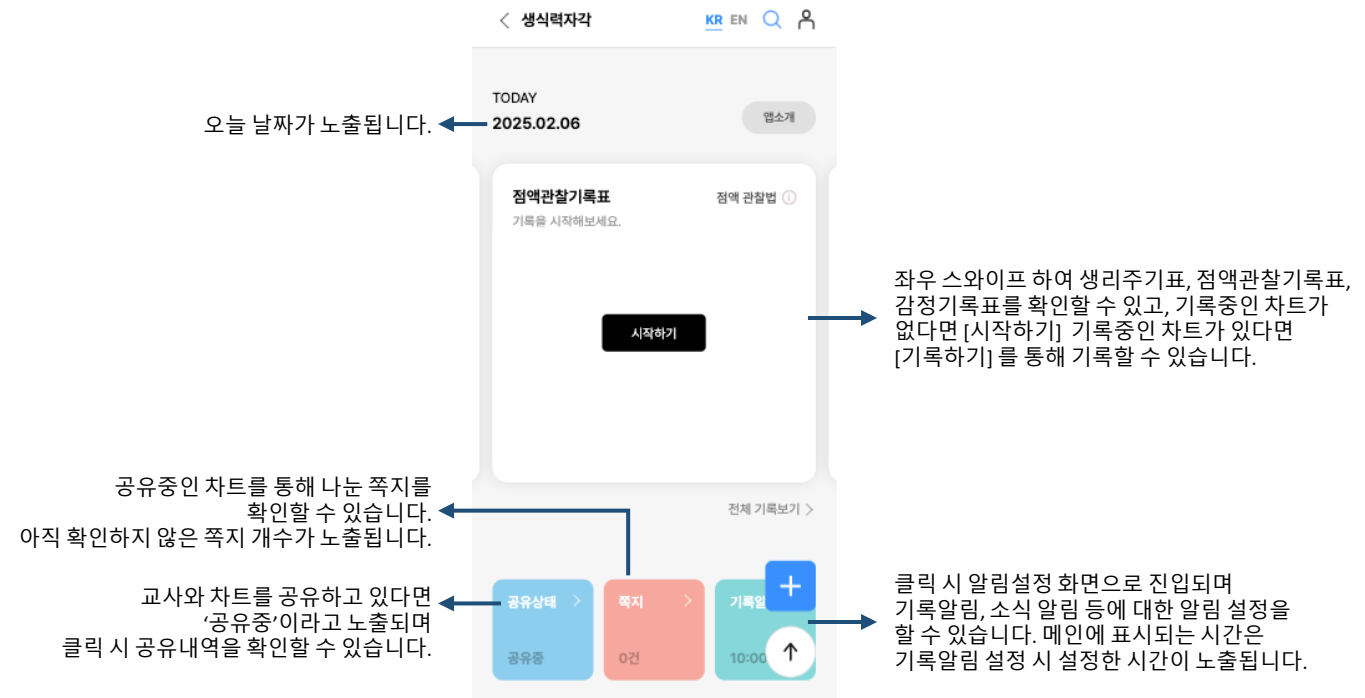 생식력자각
KR EN
TODAY
2025.02.06
앱소개
오늘 날짜가 노출됩니다.
점액관찰기록표
점액 관찰법
기록을 시작해보세요.
시작하기
좌우 스와이프 하여 생리주기표, 점액관찰기록표,
감정기록표를 확인할 수 있고, 기록중인 차트가
없다면 [시작하기] 기록중인 차트가 있다면
[기록하기] 를 통해 기록할 수 있습니다.
공유중인 차트를 통해 나눈 쪽지를
확인할 수 있습니다.
아직 확인하지 않은 쪽지 개수가 노출됩니다.
전체 기록보기
교사와 차트를 공유하고 있다면
‘공유중’이라고 노출되며
클릭 시 공유내역을 확인할 수 있습니다.
공유상태
공유중
쪽지
0건
기록알
10:00
클릭 시 알림설정 화면으로 진입되며
기록알림, 소식 알림 등에 대한 알림 설정을
할 수 있습니다. 메인에 표시되는 시간은
기록알림 설정 시 설정한 시간이 노출됩니다.